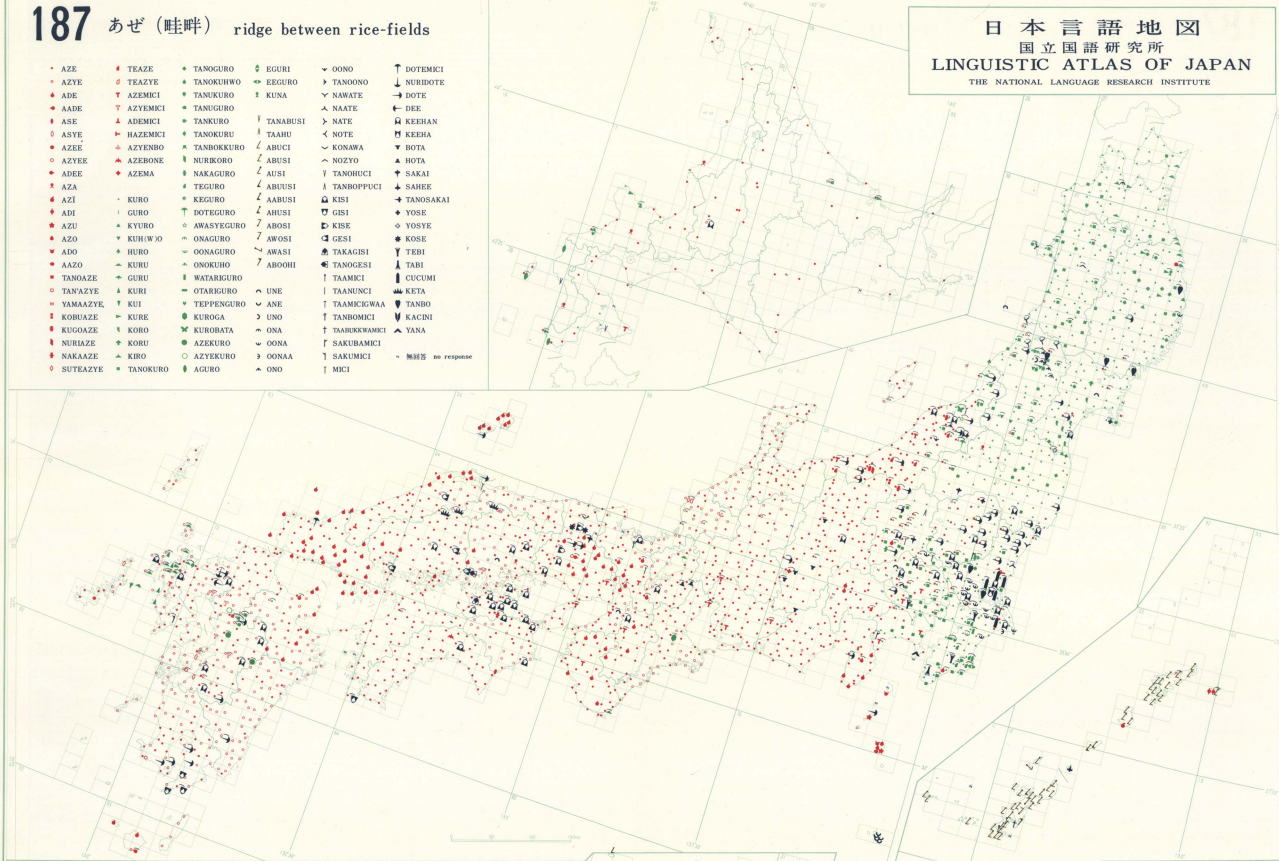 187 あぜ（畦畔） ridge between rice-fields
日本言語地図
国立国語研究所
LINGUISTIC ATLAS OF JAPAN
THE NATIONAL LANGUAGE RESEARCH INSTITUTE
AZE
AZYE
ADE
AADE
ASE
ASYE
AZEE
AZYEE
ADEE
AZA
AZĪ
ADI
AZU
AZO
ADO
AAZO
TANOAZE
TAN'AZYE
YAMAAZYE
KOBUAZE
KUGOAZE
NURIAZE
NAKAAZE
SUTEAZYE
TEAZE
TEAZYE
AZEMICI
AZYEMICI
ADEMICI
HAZEMICI
AZYENBO
AZEBONE
AZEMA
KURO
GURO
KYURO
KUH(W)O
HURO
KURU
GURU
KURI
KUI
KURE
KORO
KORU
KIRO
TANOKURO
TANOGURO
TANOKUHWO
TANUKURO
TANUGURO
TANKURO
TANOKURU
TANBOKKURO
NURIKORO
NAKAGURO
TEGURO
KEGURO
DOTEGURO
AWASYEGURO
ONAGURO
OONAGURO
ONOKUHO
WATARIGURO
OTARIGURO
TEPPENGURO
KUROGA
KUROBATA
AZEKURO
AZYEKURO
AGURO
EGURI
EEGURO
KUNA
TANABUSI
TAAHU
ABUCI
ABUSI
AUSI
ABUUSI
AABUSI
AHUSI
ABOSI
AWOSI
AWASI
ABOOHI
UNE
ANE
UNO
ONA
OONA
OONAA
ONO
OONO
TANOONO
NAWATE
NAATE
NATE
NOTE
KONAWA
NOZYO
TANOHUCI
TANBOPPUCI
KISI
GISI
KISE
GESI
TAKAGISI
TANOGESI
TAAMICI
TAANUNCI
TAAMICIGWAA
TANBOMICI
TAABUKKWAMICI
SAKUBAMICI
SAKUMICI
MICI
DOTEMICI
NURIDOTE
DOTE
DEE
KEEHAN
KEEHA
BOTA
HOTA
SAKAI
SAHEE
TANOSAKAI
YOSE
YOSYE
KOSE
TEBI
TABI
CUCUMI
KETA
TANBO
KACINI
YANA
無回答 no response